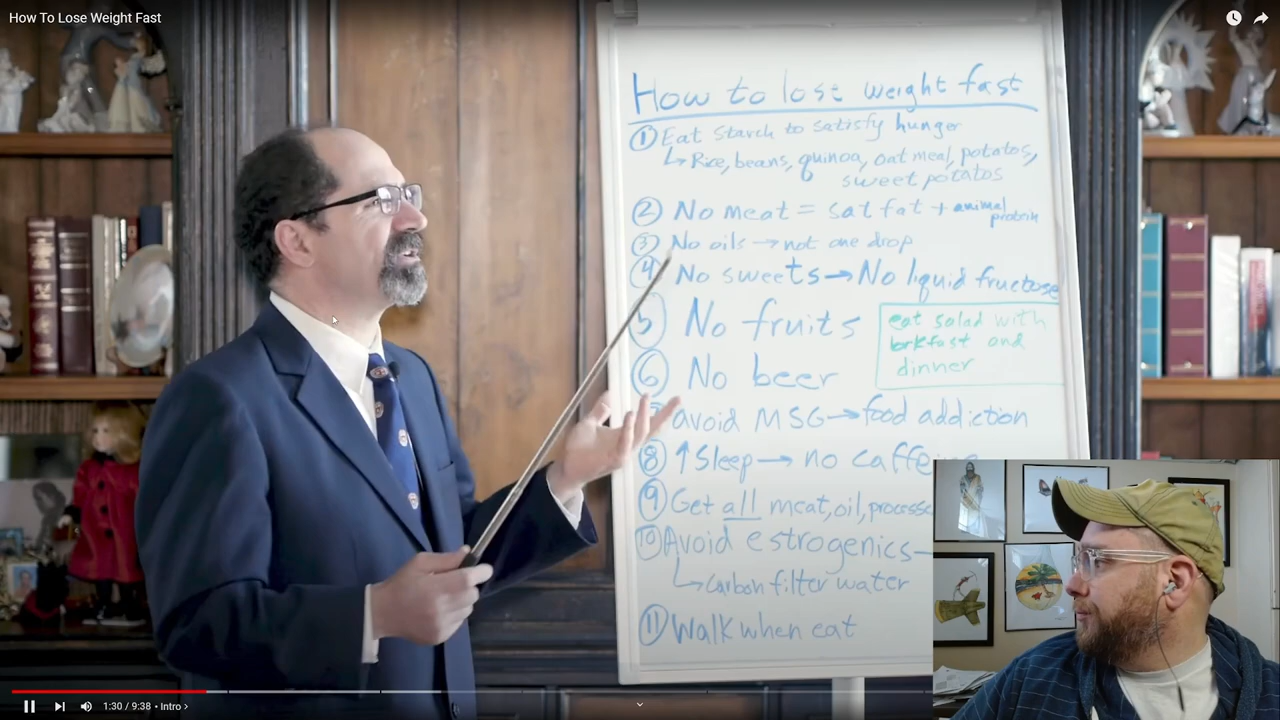 How To Lose Weight Fast
How to lost weight fast
① Eat starch to satisfy hunger
↳ Rice, beans, quinoa, oatmeal, potatos,
sweet potatos
② No meat = sat fat + animal
protein
③ No oils → not one drop
④ No sweets → No liquid fructose
5 No fruits
eat salad with
brkfast and
dinner
⑥ No beer
avoid MSG → food addiction
⑧ ↑ Sleep → no caffe
⑨ Get all meat, oil, process
⑩ Avoid estrogenics
↳ Carbon filter water
⑪ Walk when eat
1:30 / 9:38 • Intro ›